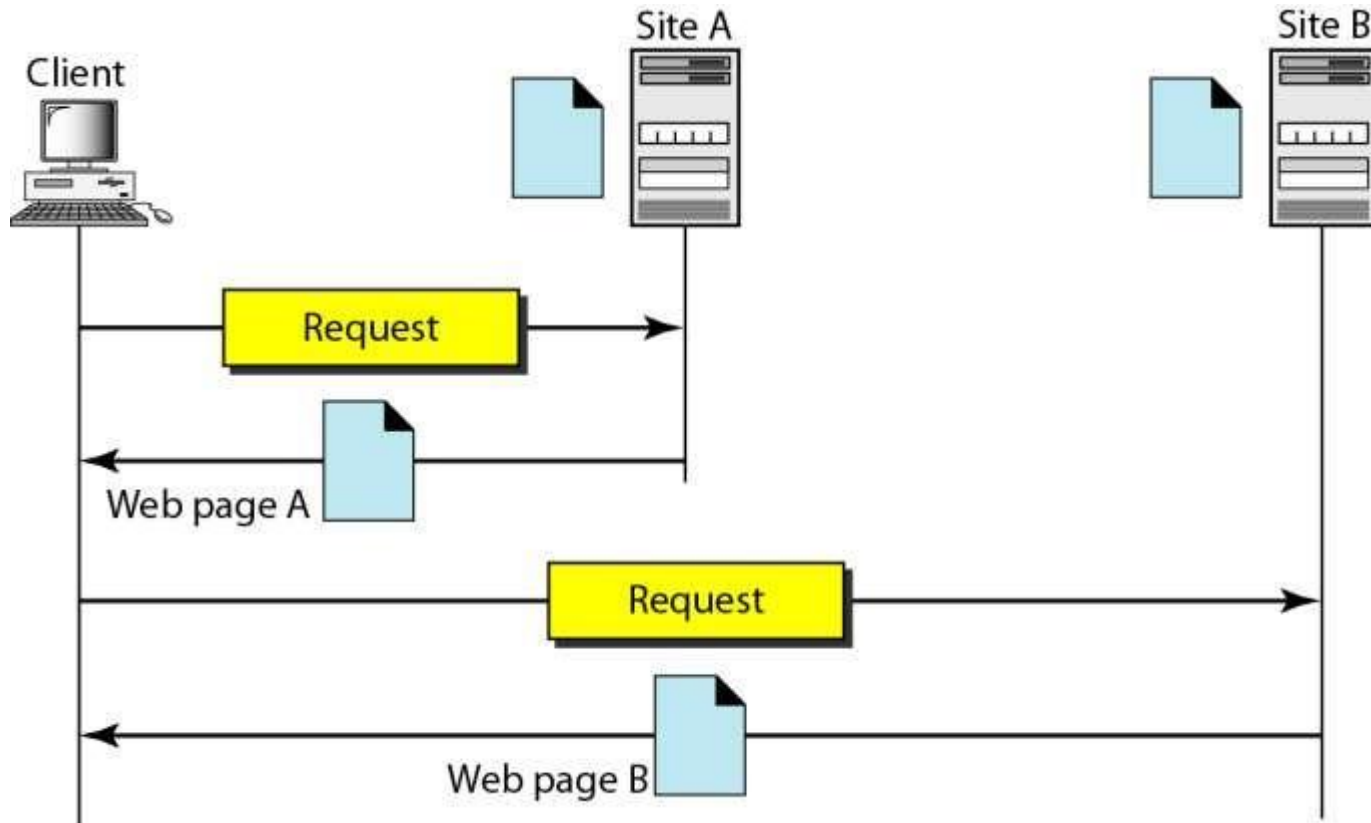 Site A
Site B
Client
Request
Web page A
Request
Web page B